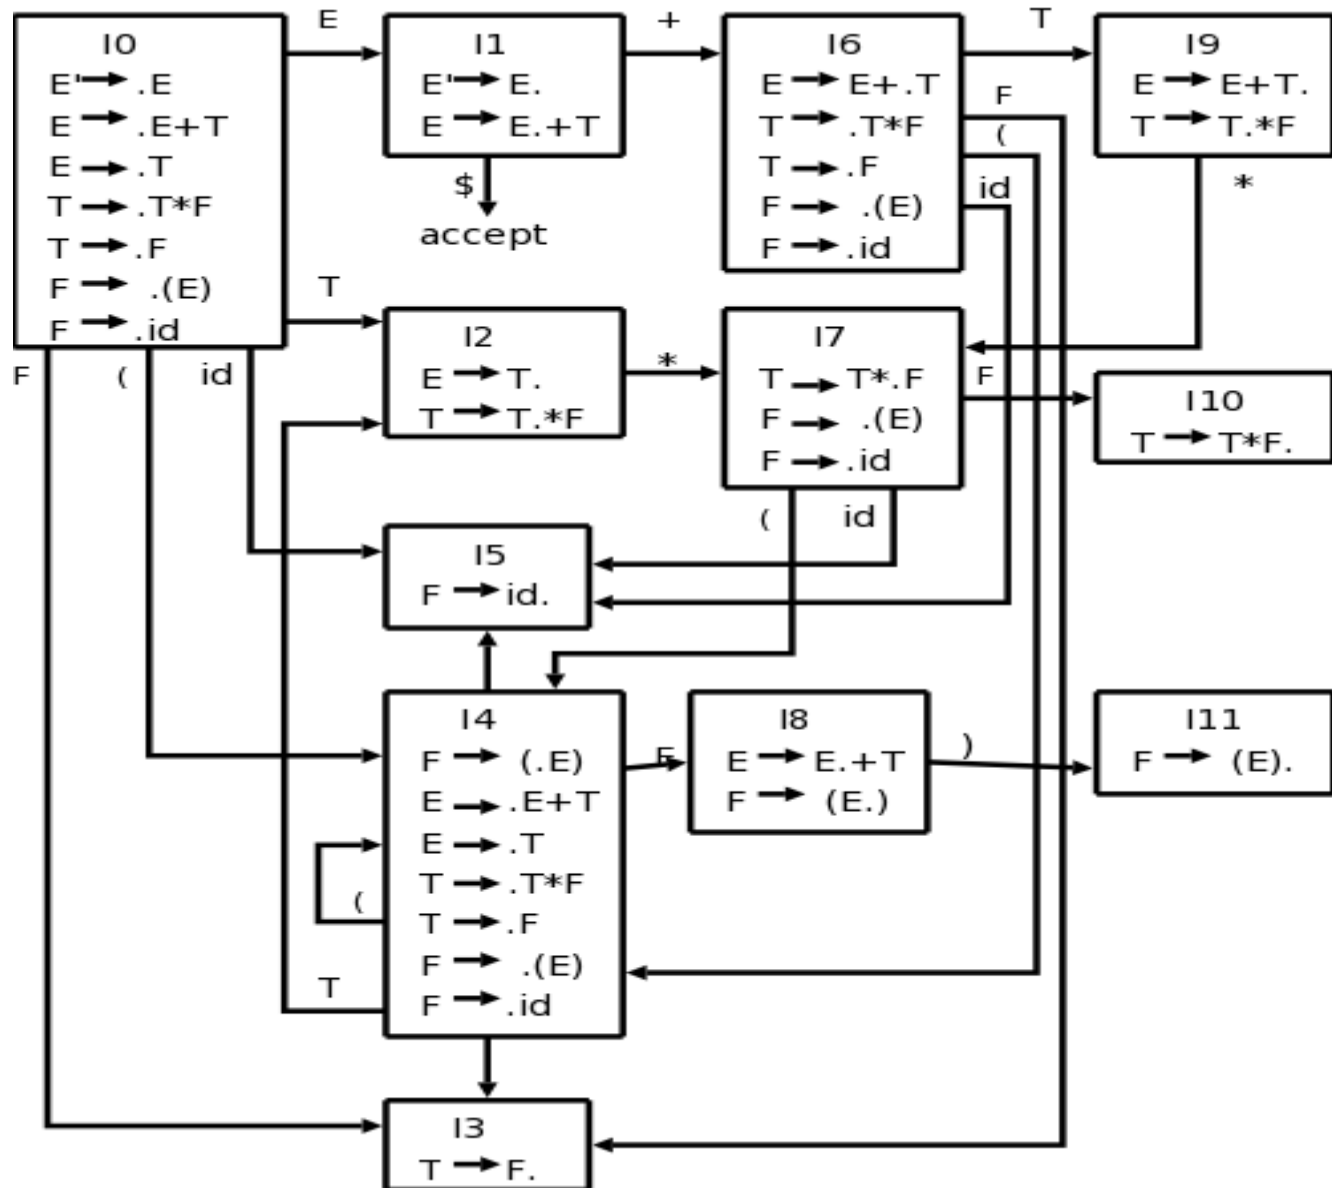 E
+
T
I0
E' → .E
E → .E+T
E → .T
T → .T*F
T → .F
F → .(E)
F → .id
I1
E' → E.
E → E.+T
$
accept
I6
E → E+.T
T → .T*F
T → .F
F → .(E)
F → .id
F
(
id
I9
E → E+T.
T → T.*F
*
T
F
(
id
I2
E → T.
T → T.*F
*
I7
T → T*.F
F → .(E)
F → .id
F
I10
T → T*F.
(
id
I5
F → id.
I4
F → (.E)
E → .E+T
E → .T
T → .T*F
T → .F
F → .(E)
F → .id
(
T
I8
E → E.+T
F → (E.)
)
I11
F → (E).
I3
T → F.